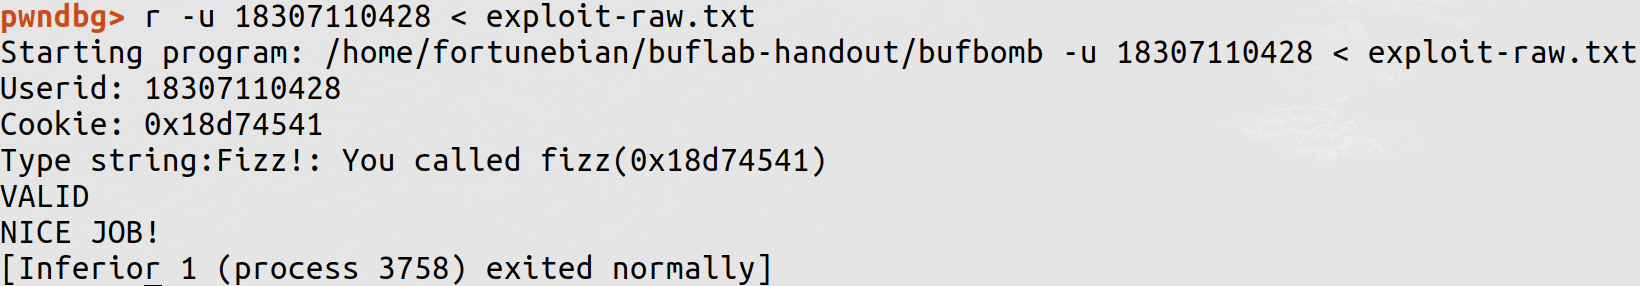 pwndbg> r -u 18307110428 < exploit-raw.txt
Starting program: /home/fortunebian/buflab-handout/bufbomb -u 18307110428 < exploit-raw.txt
Userid: 18307110428
Cookie: 0x18d74541
Type string:Fizz!: You called fizz(0x18d74541)
VALID
NICE JOB!
[Inferior 1 (process 3758) exited normally]